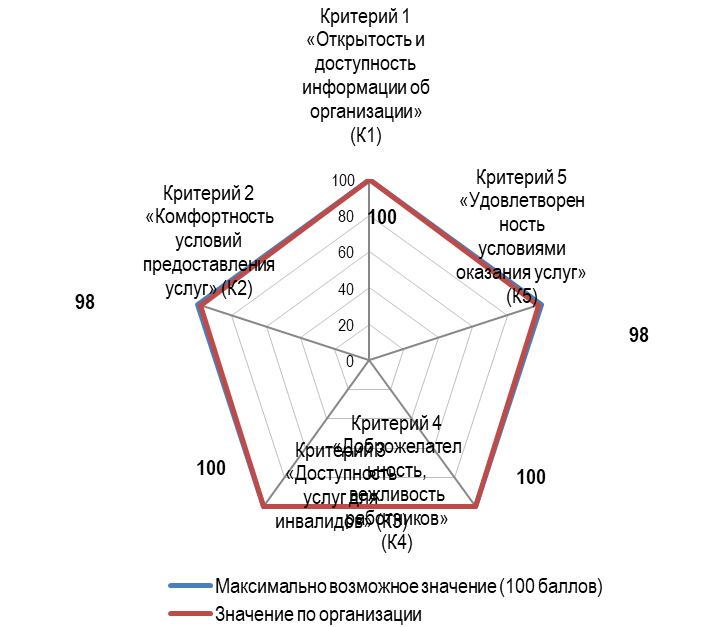 Критерий 1
«Открытость и
доступность
информации об
организации»
(К1)
Критерий 5
«Удовлетворен
ность
условиями
оказания услуг»
(К5)
Критерий 2
«Комфортность
условий
предоставления
услуг» (К2)
100
80
60
40
20
0
100
98
98
100
100
Критерий 4
«Доброжелател
ьность,
вежливость
работников»
(К4)
Критерий 3
«Доступность
услуг для
инвалидов» (К3)
Максимально возможное значение (100 баллов)
Значение по организации